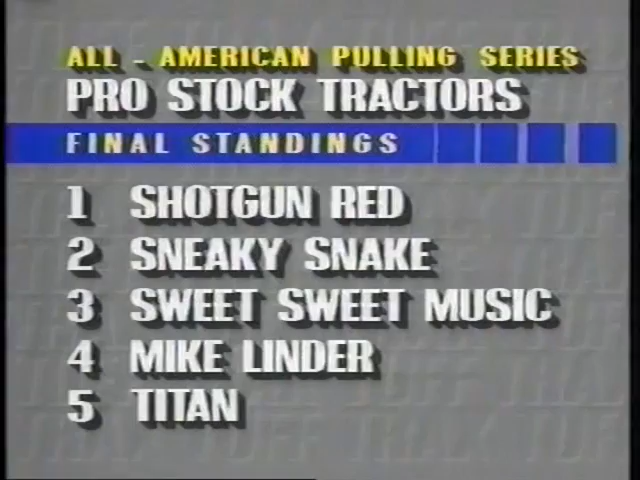 ALL - AMERICAN PULLING SERIES
PRO STOCK TRACTORS
FINAL STANDINGS
1 SHOTGUN RED
2 SNEAKY SNAKE
3 SWEET SWEET MUSIC
4 MIKE LINDER
5 TITAN